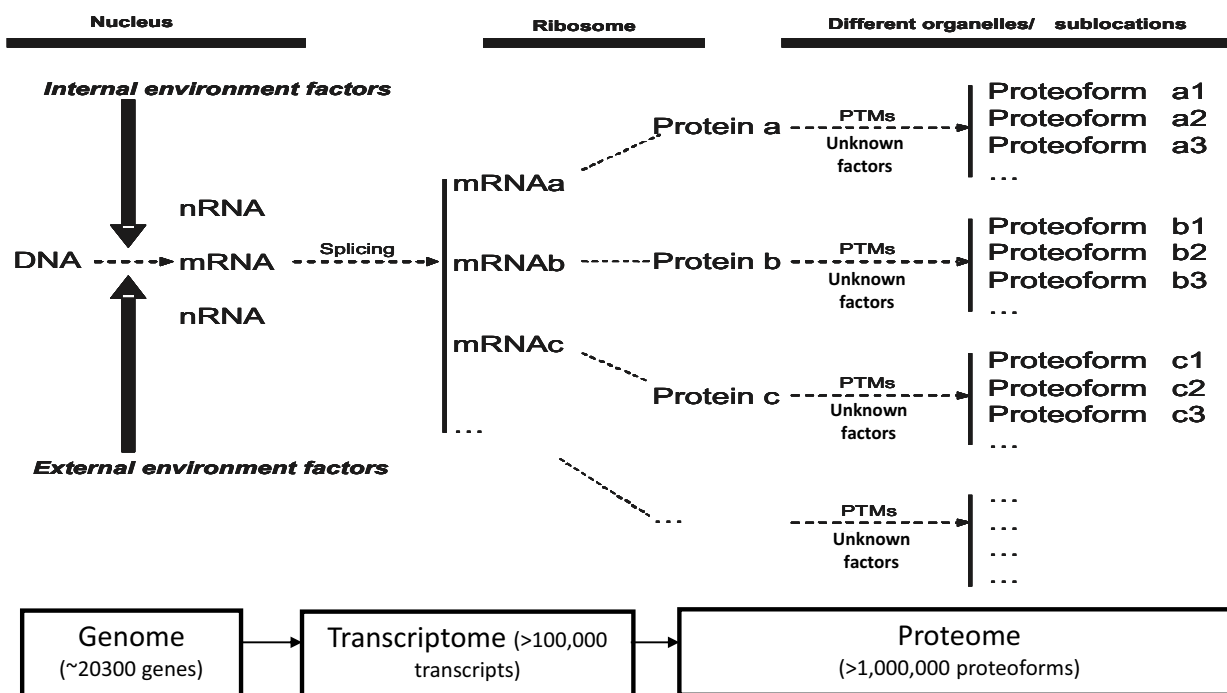 Nucleus
Ribosome
Different organelles/ sublocations
Internal environment factors
nRNA
DNA
mRNA
nRNA
External environment factors
Splicing
mRNAa
mRNAb
mRNAc
...
Protein a
Protein b
Protein c
...
PTMs
Unknown
factors
PTMs
Unknown
factors
PTMs
Unknown
factors
PTMs
Unknown
factors
Proteoform a1
Proteoform a2
Proteoform a3
...
Proteoform b1
Proteoform b2
Proteoform b3
...
Proteoform c1
Proteoform c2
Proteoform c3
...
...
...
...
...
Genome
(~20300 genes)
Transcriptome (>100,000
transcripts)
Proteome
(>1,000,000 proteoforms)